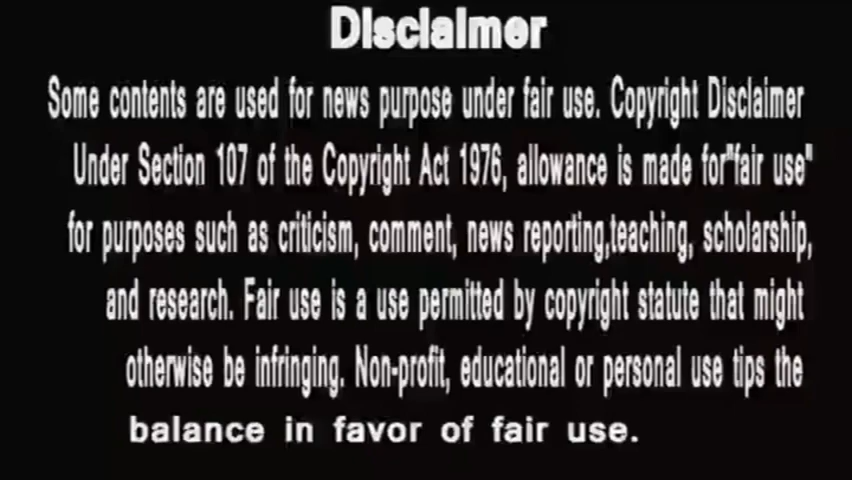 Disclaimer
Some contents are used for news purpose under fair use. Copyright Disclaimer
Under Section 107 of the Copyright Act 1976, allowance is made for"fair use"
for purposes such as criticism, comment, news reporting,teaching, scholarship,
and research. Fair use is a use permitted by copyright statute that might
otherwise be infringing. Non-profit, educational or personal use tips the
balance in favor of fair use.